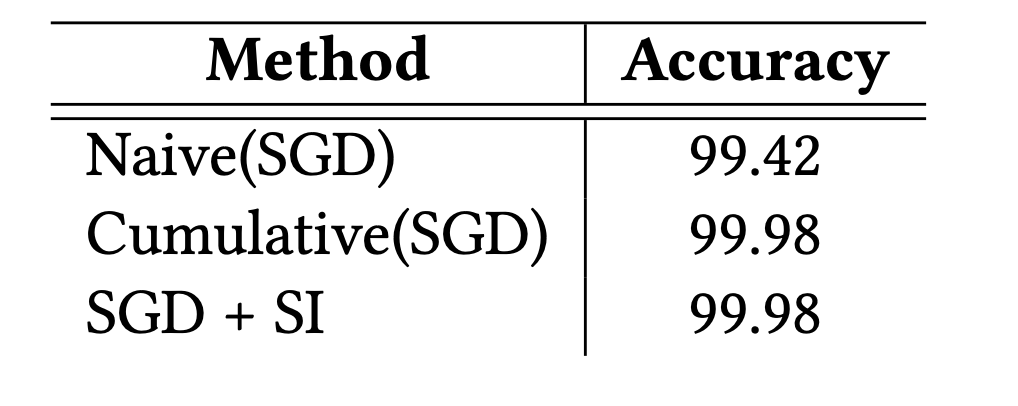 Method Accuracy
Naive(SGD) 99.42
Cumulative(SGD) 99.98
SGD + SI 99.98